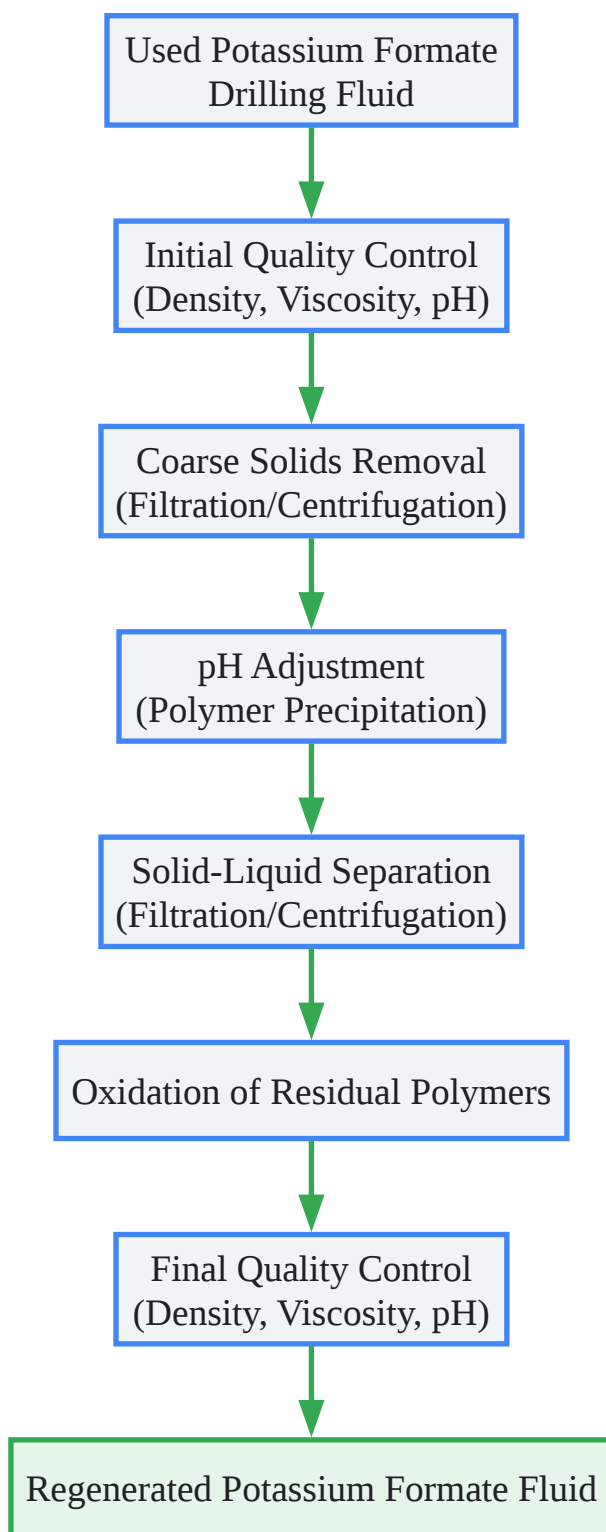 Used Potassium Formate
Drilling Fluid
Initial Quality Control
(Density, Viscosity, pH)
Coarse Solids Removal
(Filtration/Centrifugation)
pH Adjustment
(Polymer Precipitation)
Solid-Liquid Separation
(Filtration/Centrifugation)
Oxidation of Residual Polymers
Final Quality Control
(Density, Viscosity, pH)
Regenerated Potassium Formate Fluid